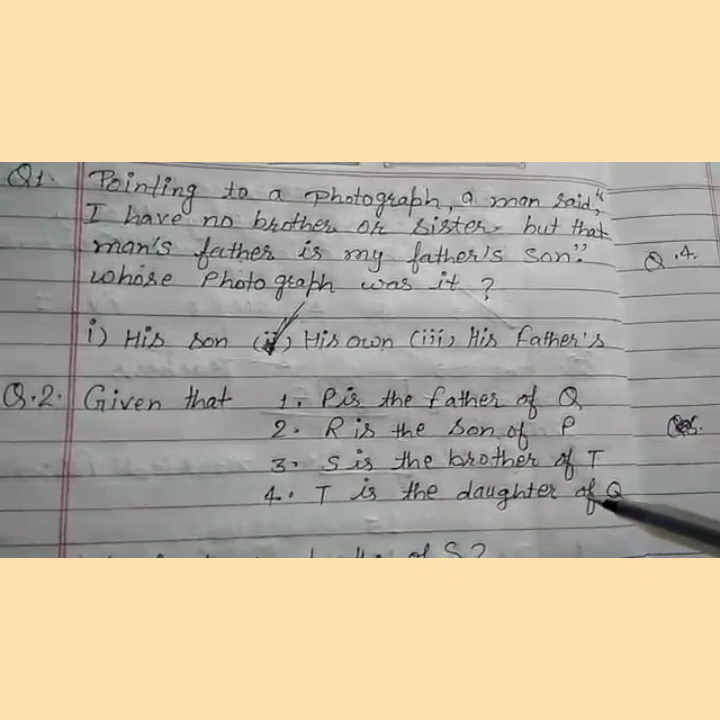 Q1. Pointing to a photograph, a man said,"
I have no brother or sister, but that
man's father is my father's son."
whose Photograph was it ?
i) His son (ii) His own (iii) His father's
Q.2. Given that 1. P is the father of Q
2. R is the son of P
3. S is the brother of T
4. T is the daughter of Q
of S?
Q.4.